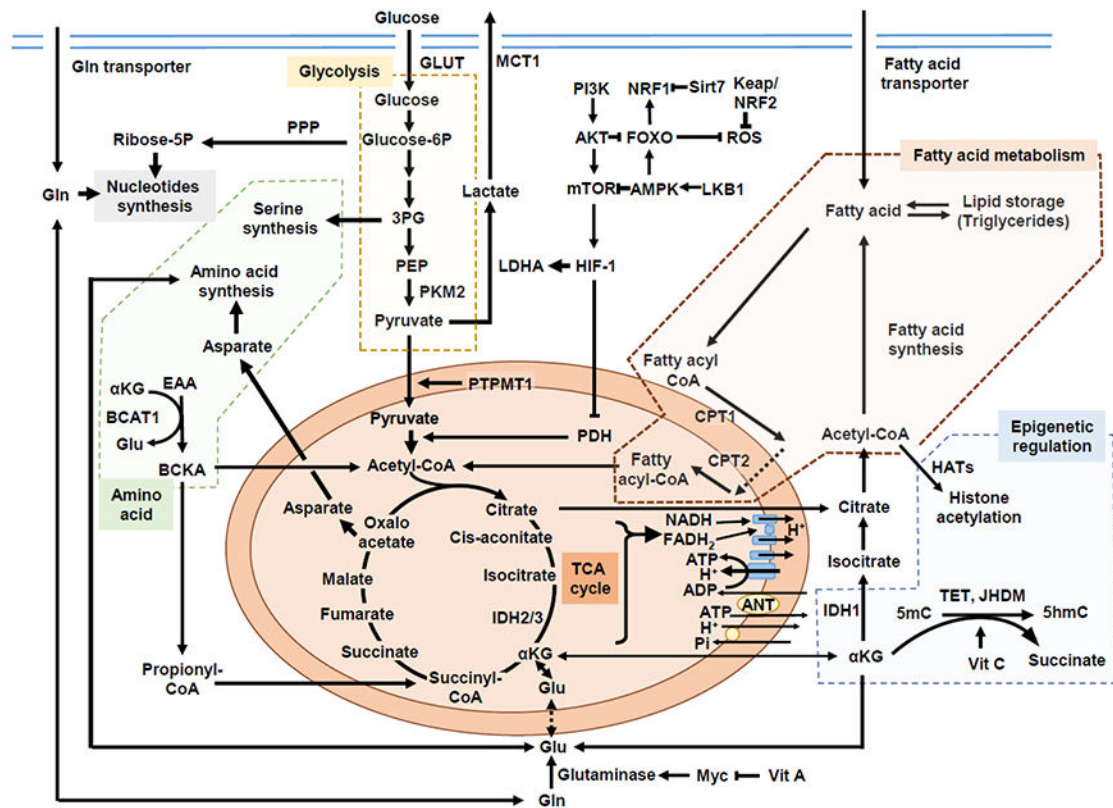 Glucose
Gln transporter
GLUT
MCT1
Fatty acid
transporter
Glycolysis
Glucose
Glucose-6P
PPP
Ribose-5P
Nucleotides
synthesis
Gln
Lactate
Serine
synthesis
3PG
PEP
PKM2
Pyruvate
LDHA
HIF-1
PI3K
NRF1
Sirt7
Keap/
NRF2
AKT
FOXO
ROS
mTOR
AMPK
LKB1
Fatty acid metabolism
Fatty acid
Lipid storage
(Triglycerides)
Fatty acid
synthesis
Fatty acyl
CoA
CPT1
CPT2
Fatty
acyl-CoA
Acetyl-CoA
Epigenetic
regulation
HATs
Histone
acetylation
Citrate
Isocitrate
IDH1
αKG
5mC
TET, JHDM
5hmC
Vit C
Succinate
Amino acid
synthesis
Asparate
αKG
EAA
BCAT1
Glu
BCKA
Amino
acid
Propionyl-
CoA
PTPMT1
Pyruvate
PDH
Acetyl-CoA
Asparate
Oxalo
acetate
Citrate
Cis-aconitate
Isocitrate
IDH2/3
αKG
Glu
Malate
Fumarate
Succinate
Succinyl-
CoA
TCA
cycle
NADH
FADH2
H+
ATP
H+
ADP
ANT
ATP
H+
Pi
Glu
Glutaminase
Myc
Vit A
Gln